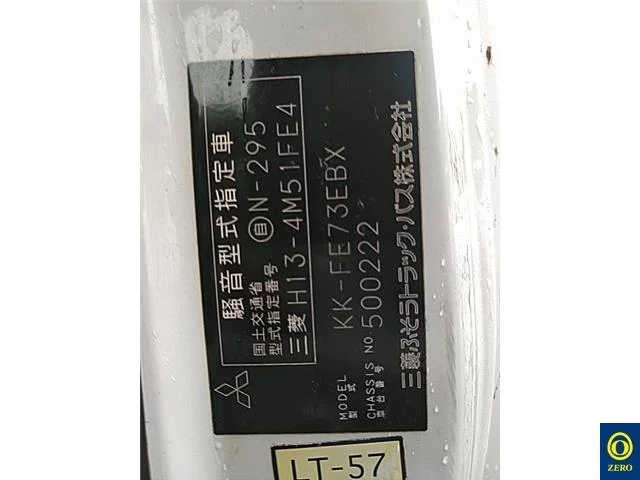 騒音型式指定車
国土交通省
型式指定番号 自N-295
三菱 H13-4M51FE4
MODEL
型式 KK-FE73EBX
CHASSIS NO.
車台番号 500222
三菱ふそうトラック・バス株式会社
LT-57
ZERO